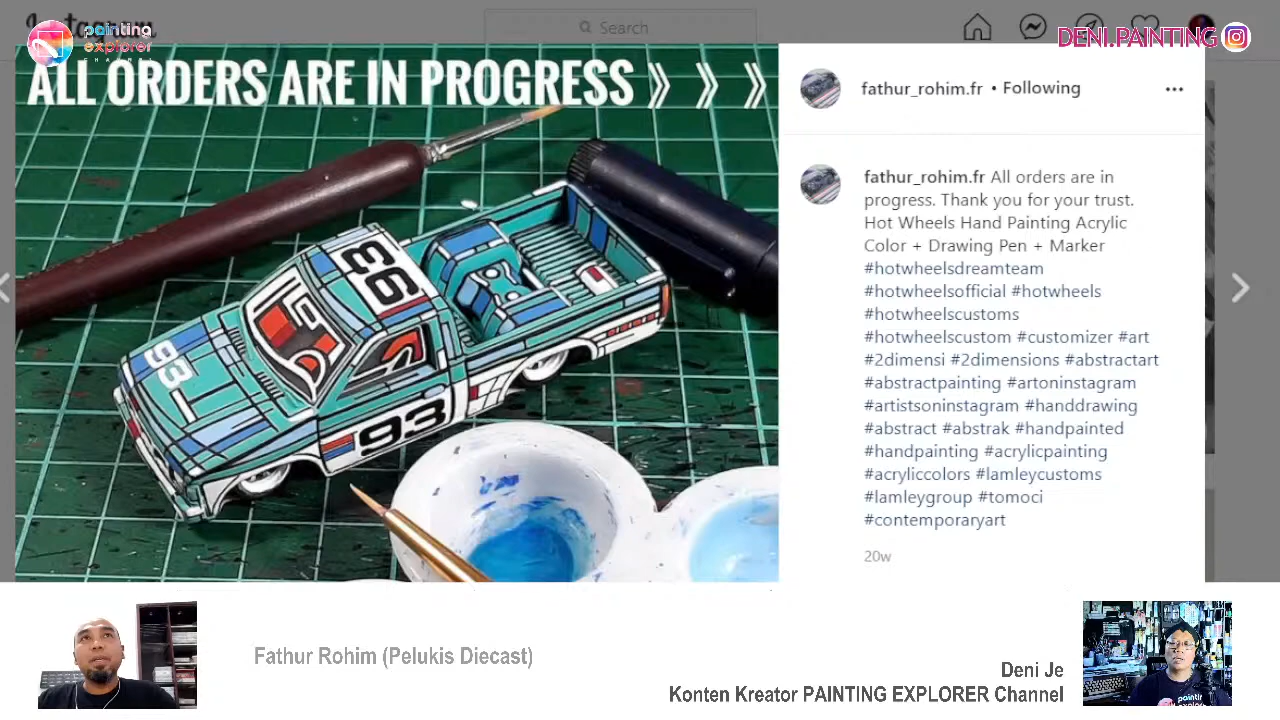 Instagram
painting
explorer
CHANNEL
Search
DENI.PAINTING
ALL ORDERS ARE IN PROGRESS
93
93
93
fathur_rohim.fr • Following
fathur_rohim.fr All orders are in
progress. Thank you for your trust.
Hot Wheels Hand Painting Acrylic
Color + Drawing Pen + Marker
#hotwheelsdreamteam
#hotwheelsofficial #hotwheels
#hotwheelscustoms
#hotwheelscustom #customizer #art
#2dimensi #2dimensions #abstractart
#abstractpainting #artoninstagram
#artistsoninstagram #handdrawing
#abstract #abstrak #handpainted
#handpainting #acrylicpainting
#acryliccolors #lamleycustoms
#lamleygroup #tomoci
#contemporaryart
20w
Fathur Rohim (Pelukis Diecast)
Deni Je
Konten Kreator PAINTING EXPLORER Channel